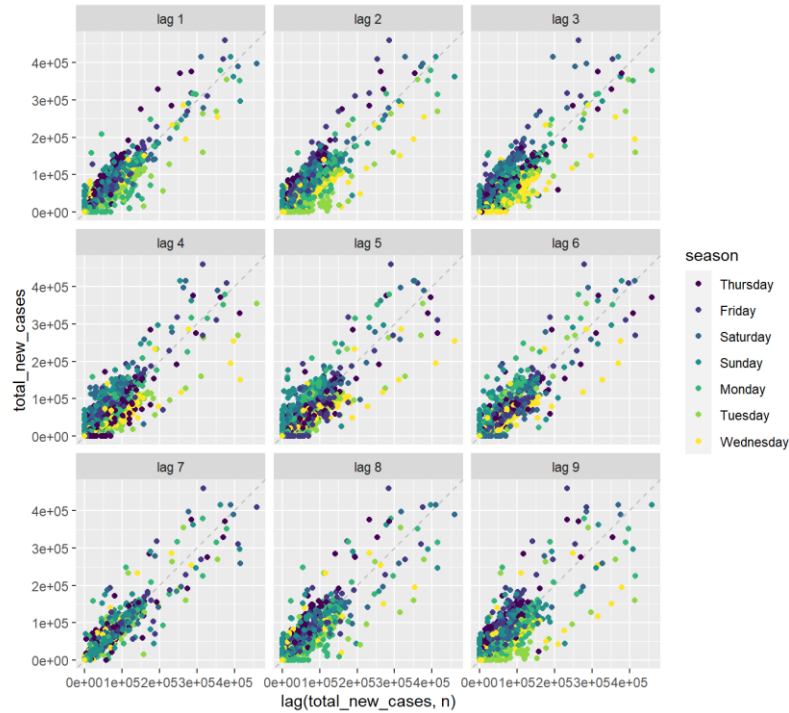 lag 1
lag 2
lag 3
4e+05
3e+05
2e+05
1e+05
0e+00
lag 4
lag 5
lag 6
4e+05
3e+05
2e+05
1e+05
0e+00
lag 7
lag 8
lag 9
4e+05
3e+05
2e+05
1e+05
0e+00
0e+001e+052e+053e+054e+05
0e+001e+052e+053e+054e+05
0e+001e+052e+053e+054e+05
total_new_cases
lag(total_new_cases, n)
season
Thursday
Friday
Saturday
Sunday
Monday
Tuesday
Wednesday